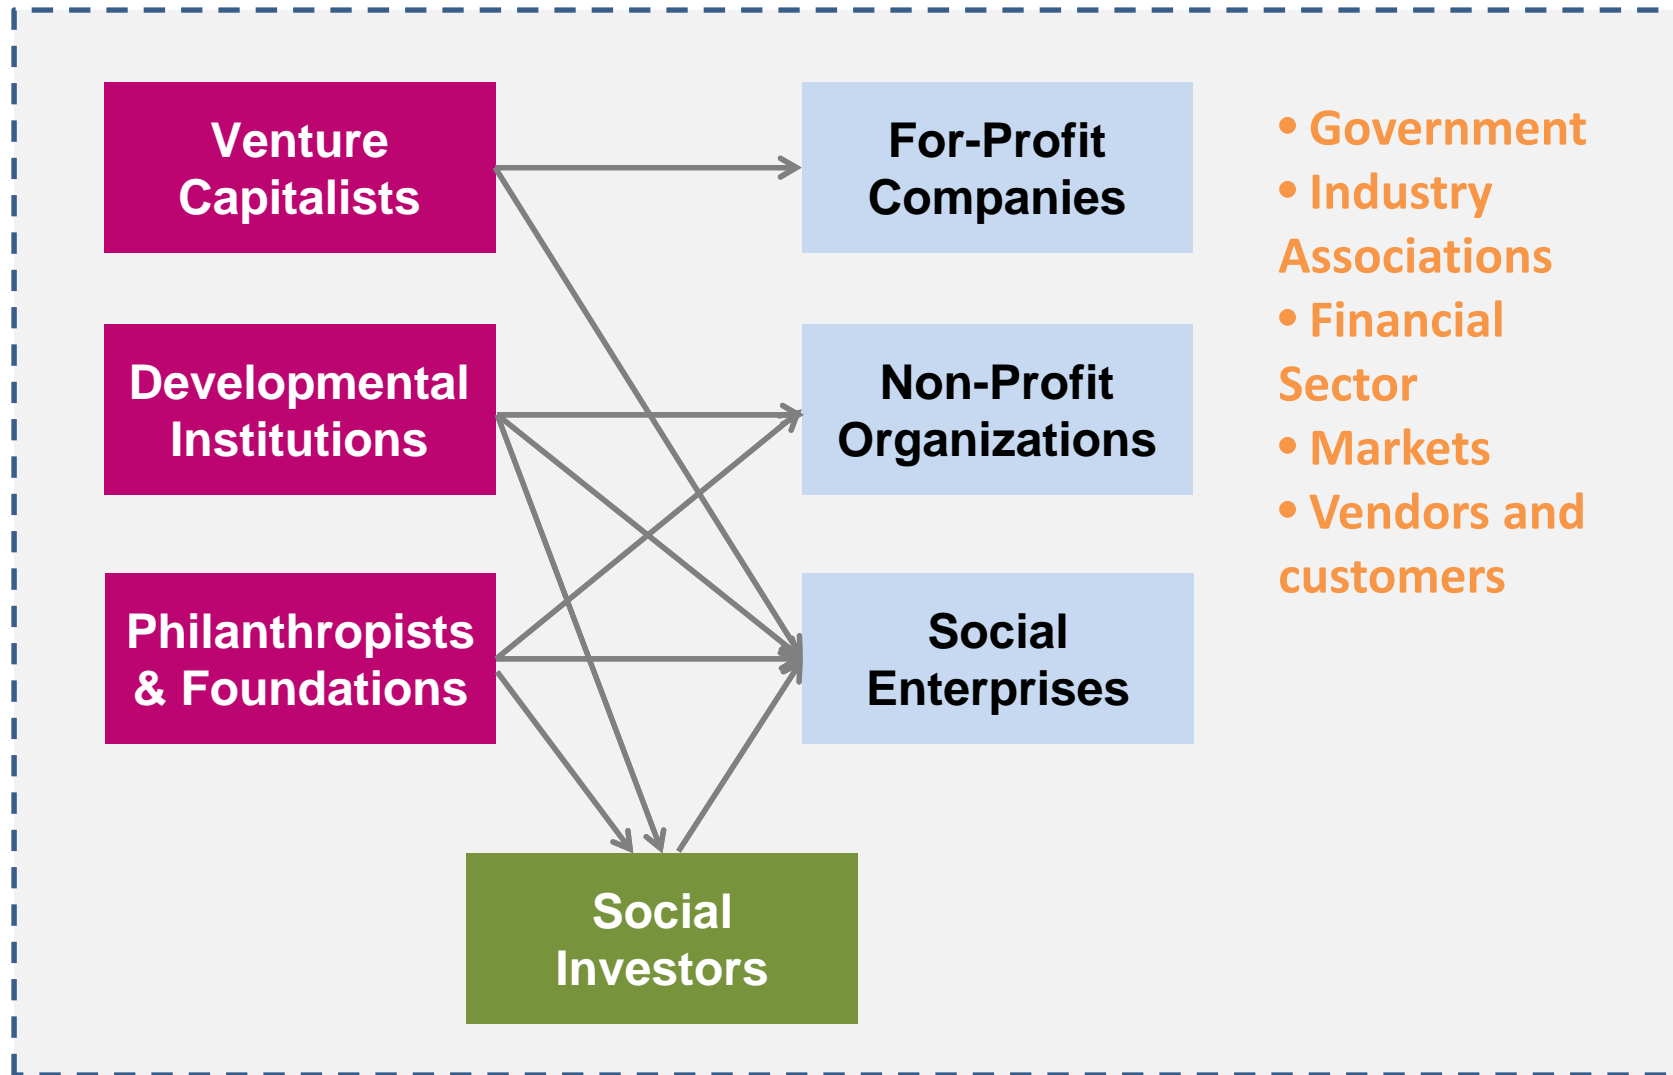 Venture
Capitalists
For-Profit
Companies
• Government
• Industry
Associations
• Financial
Sector
• Markets
• Vendors and
customers
Developmental
Institutions
Non-Profit
Organizations
Philanthropists
& Foundations
Social
Enterprises
Social
Investors